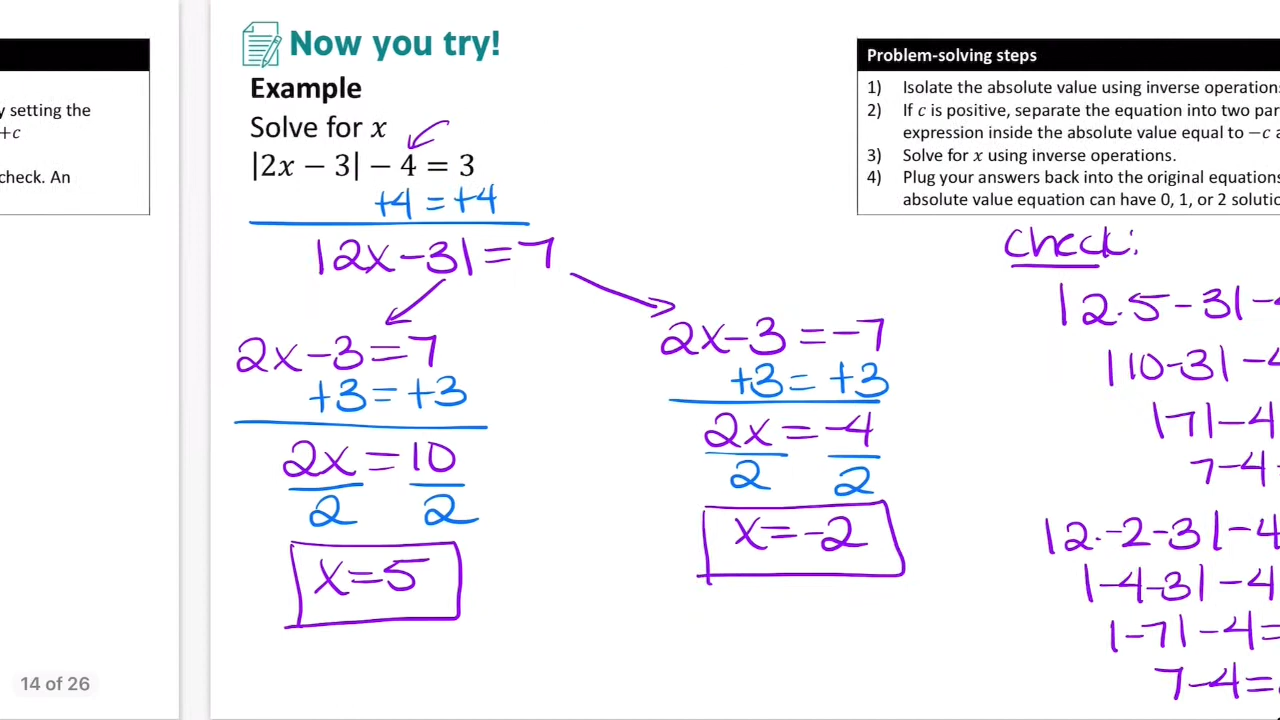 y setting the
+c
check. An
14 of 26
Now you try!
Example
Solve for x
|2x − 3| − 4 = 3
+4 = +4
|2x-3| = 7
2x-3 = 7
+3 = +3
2x = 10
2 2
x = 5
2x-3 = -7
+3 = +3
2x = -4
2 2
x = -2
Problem-solving steps
1) Isolate the absolute value using inverse operation
2) If c is positive, separate the equation into two par
expression inside the absolute value equal to −c a
3) Solve for x using inverse operations.
4) Plug your answers back into the original equations
absolute value equation can have 0, 1, or 2 solutio
Check:
|2·5-3|-4
|10-3|-4
|7|-4
7-4=
|2·-2-3|-4
|-4-3|-4
|-7|-4=
7-4=